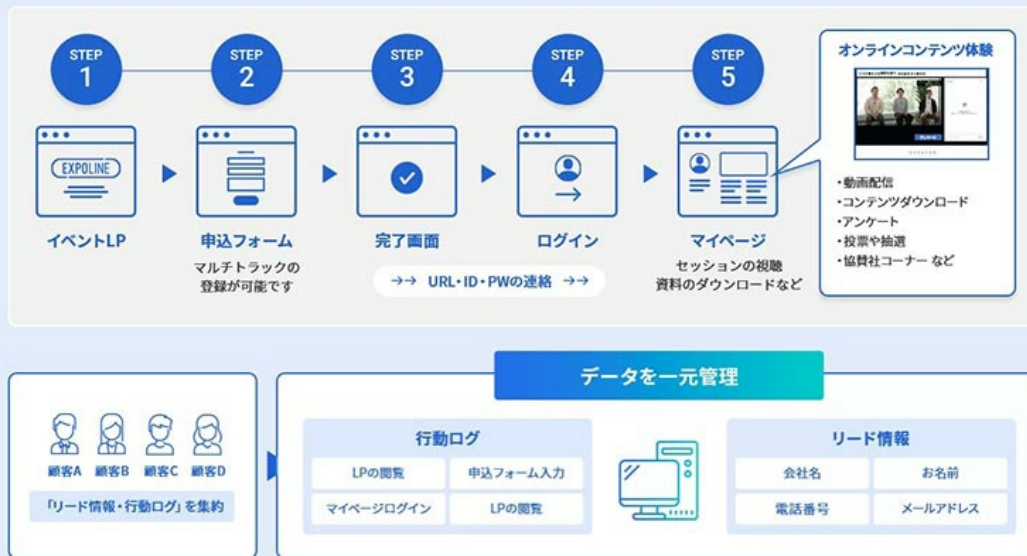 STEP
1
STEP
2
STEP
3
STEP
4
STEP
5
EXPOLINE
イベントLP
申込フォーム
マルチトラックの
登録が可能です
完了画面
ログイン
→→ URL・ID・PWの連絡 →→
マイページ
セッションの視聴
資料のダウンロードなど
オンラインコンテンツ体験
・動画配信
・コンテンツダウンロード
・アンケート
・投票や抽選
・協賛社コーナー など
顧客A
顧客B
顧客C
顧客D
「リード情報・行動ログ」を集約
データを一元管理
行動ログ
LPの閲覧
申込フォーム入力
マイページログイン
LPの閲覧
リード情報
会社名
お名前
電話番号
メールアドレス